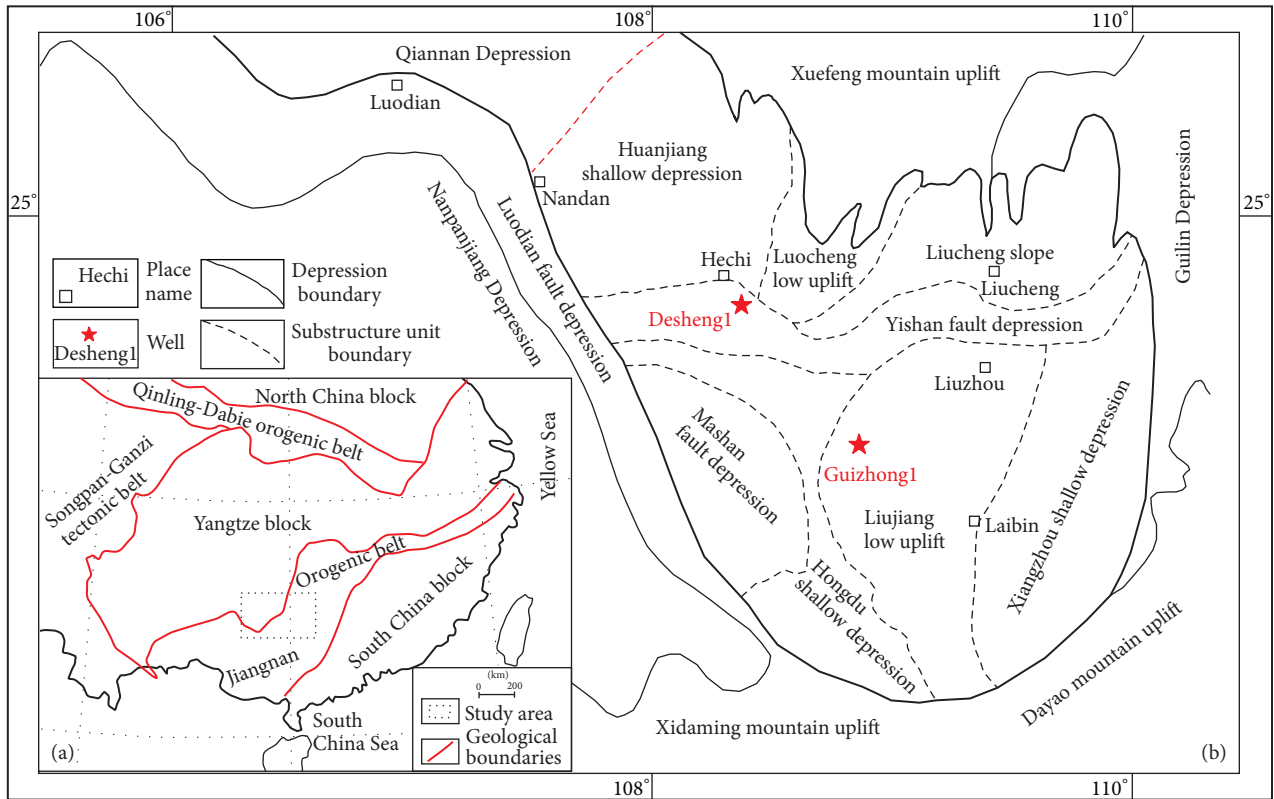 106°
108°
110°
Qiannan Depression
Luodian
Xuefeng mountain uplift
Huanjiang
shallow depression
Nandan
25°
25°
Nanpanjiang Depression
Luodian fault depression
Guilin Depression
Hechi
Luocheng
low uplift
Liucheng slope
Liucheng
Desheng1
Yishan fault depression
Liuzhou
Mashan
fault depression
Guizhong1
Liujiang
low uplift
Laibin
Xiangzhou shallow depression
Hongdu
shallow depression
Dayao mountain uplift
Xidaming mountain uplift
(b)
108°
110°
Hechi
Place
name
Depression
boundary
Desheng1
Well
Substructure unit
boundary
North China block
Qinling-Dabie orogenic belt
Songpan-Ganzi
tectonic belt
Yellow Sea
Yangtze block
Orogenic belt
South China block
Jiangnan
South
China Sea
(a)
(km)
0 200
Study area
Geological
boundaries